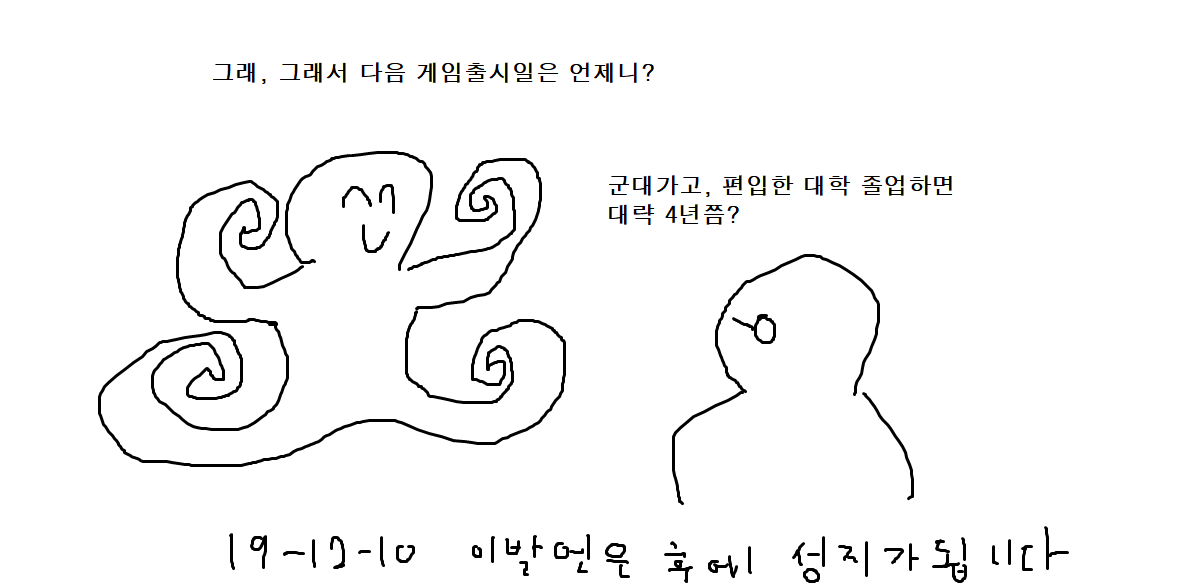 그래, 그래서 다음 게임출시일은 언제니?
군대가고, 편입한 대학 졸업하면
대략 4년쯤?
19-12-10 이발언은 후에 성지가 됩니다